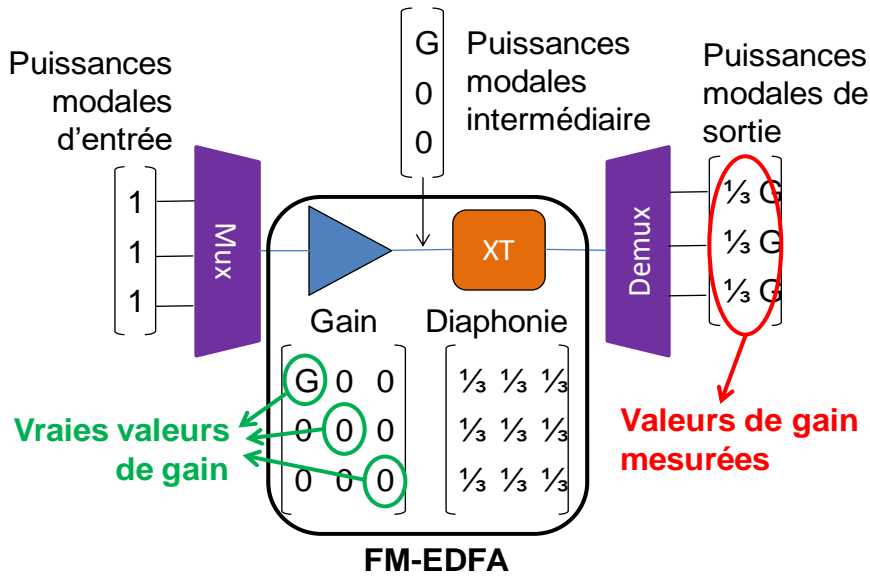 Puissances
modales
d'entrée
1
1
1
Mux
G
0
0
Puissances
modales
intermédiaire
Puissances
modales de
sortie
⅓ G
⅓ G
⅓ G
Demux
XT
Gain
Diaphonie
G 0 0
0 0 0
0 0 0
⅓ ⅓ ⅓
⅓ ⅓ ⅓
⅓ ⅓ ⅓
Vraies valeurs
de gain
Valeurs de gain
mesurées
FM-EDFA